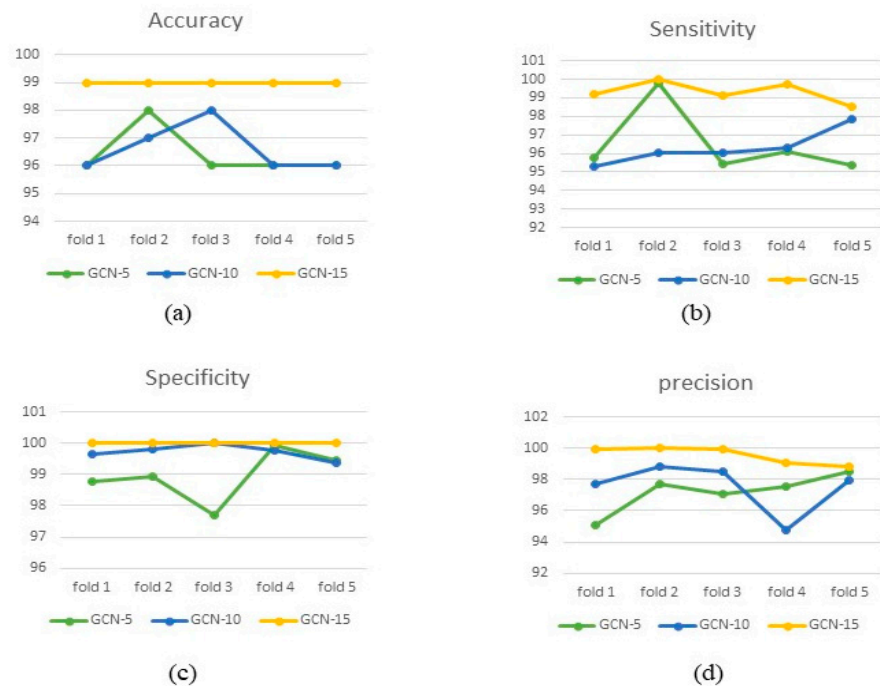 Accuracy
100
99
98
97
96
95
94
fold 1 fold 2 fold 3 fold 4 fold 5
GCN-5 GCN-10 GCN-15
(a)
Sensitivity
101
100
99
98
97
96
95
94
93
92
fold 1 fold 2 fold 3 fold 4 fold 5
GCN-5 GCN-10 GCN-15
(b)
Specificity
101
100
99
98
97
96
fold 1 fold 2 fold 3 fold 4 fold 5
GCN-5 GCN-10 GCN-15
(c)
precision
102
100
98
96
94
92
fold 1 fold 2 fold 3 fold 4 fold 5
GCN-5 GCN-10 GCN-15
(d)